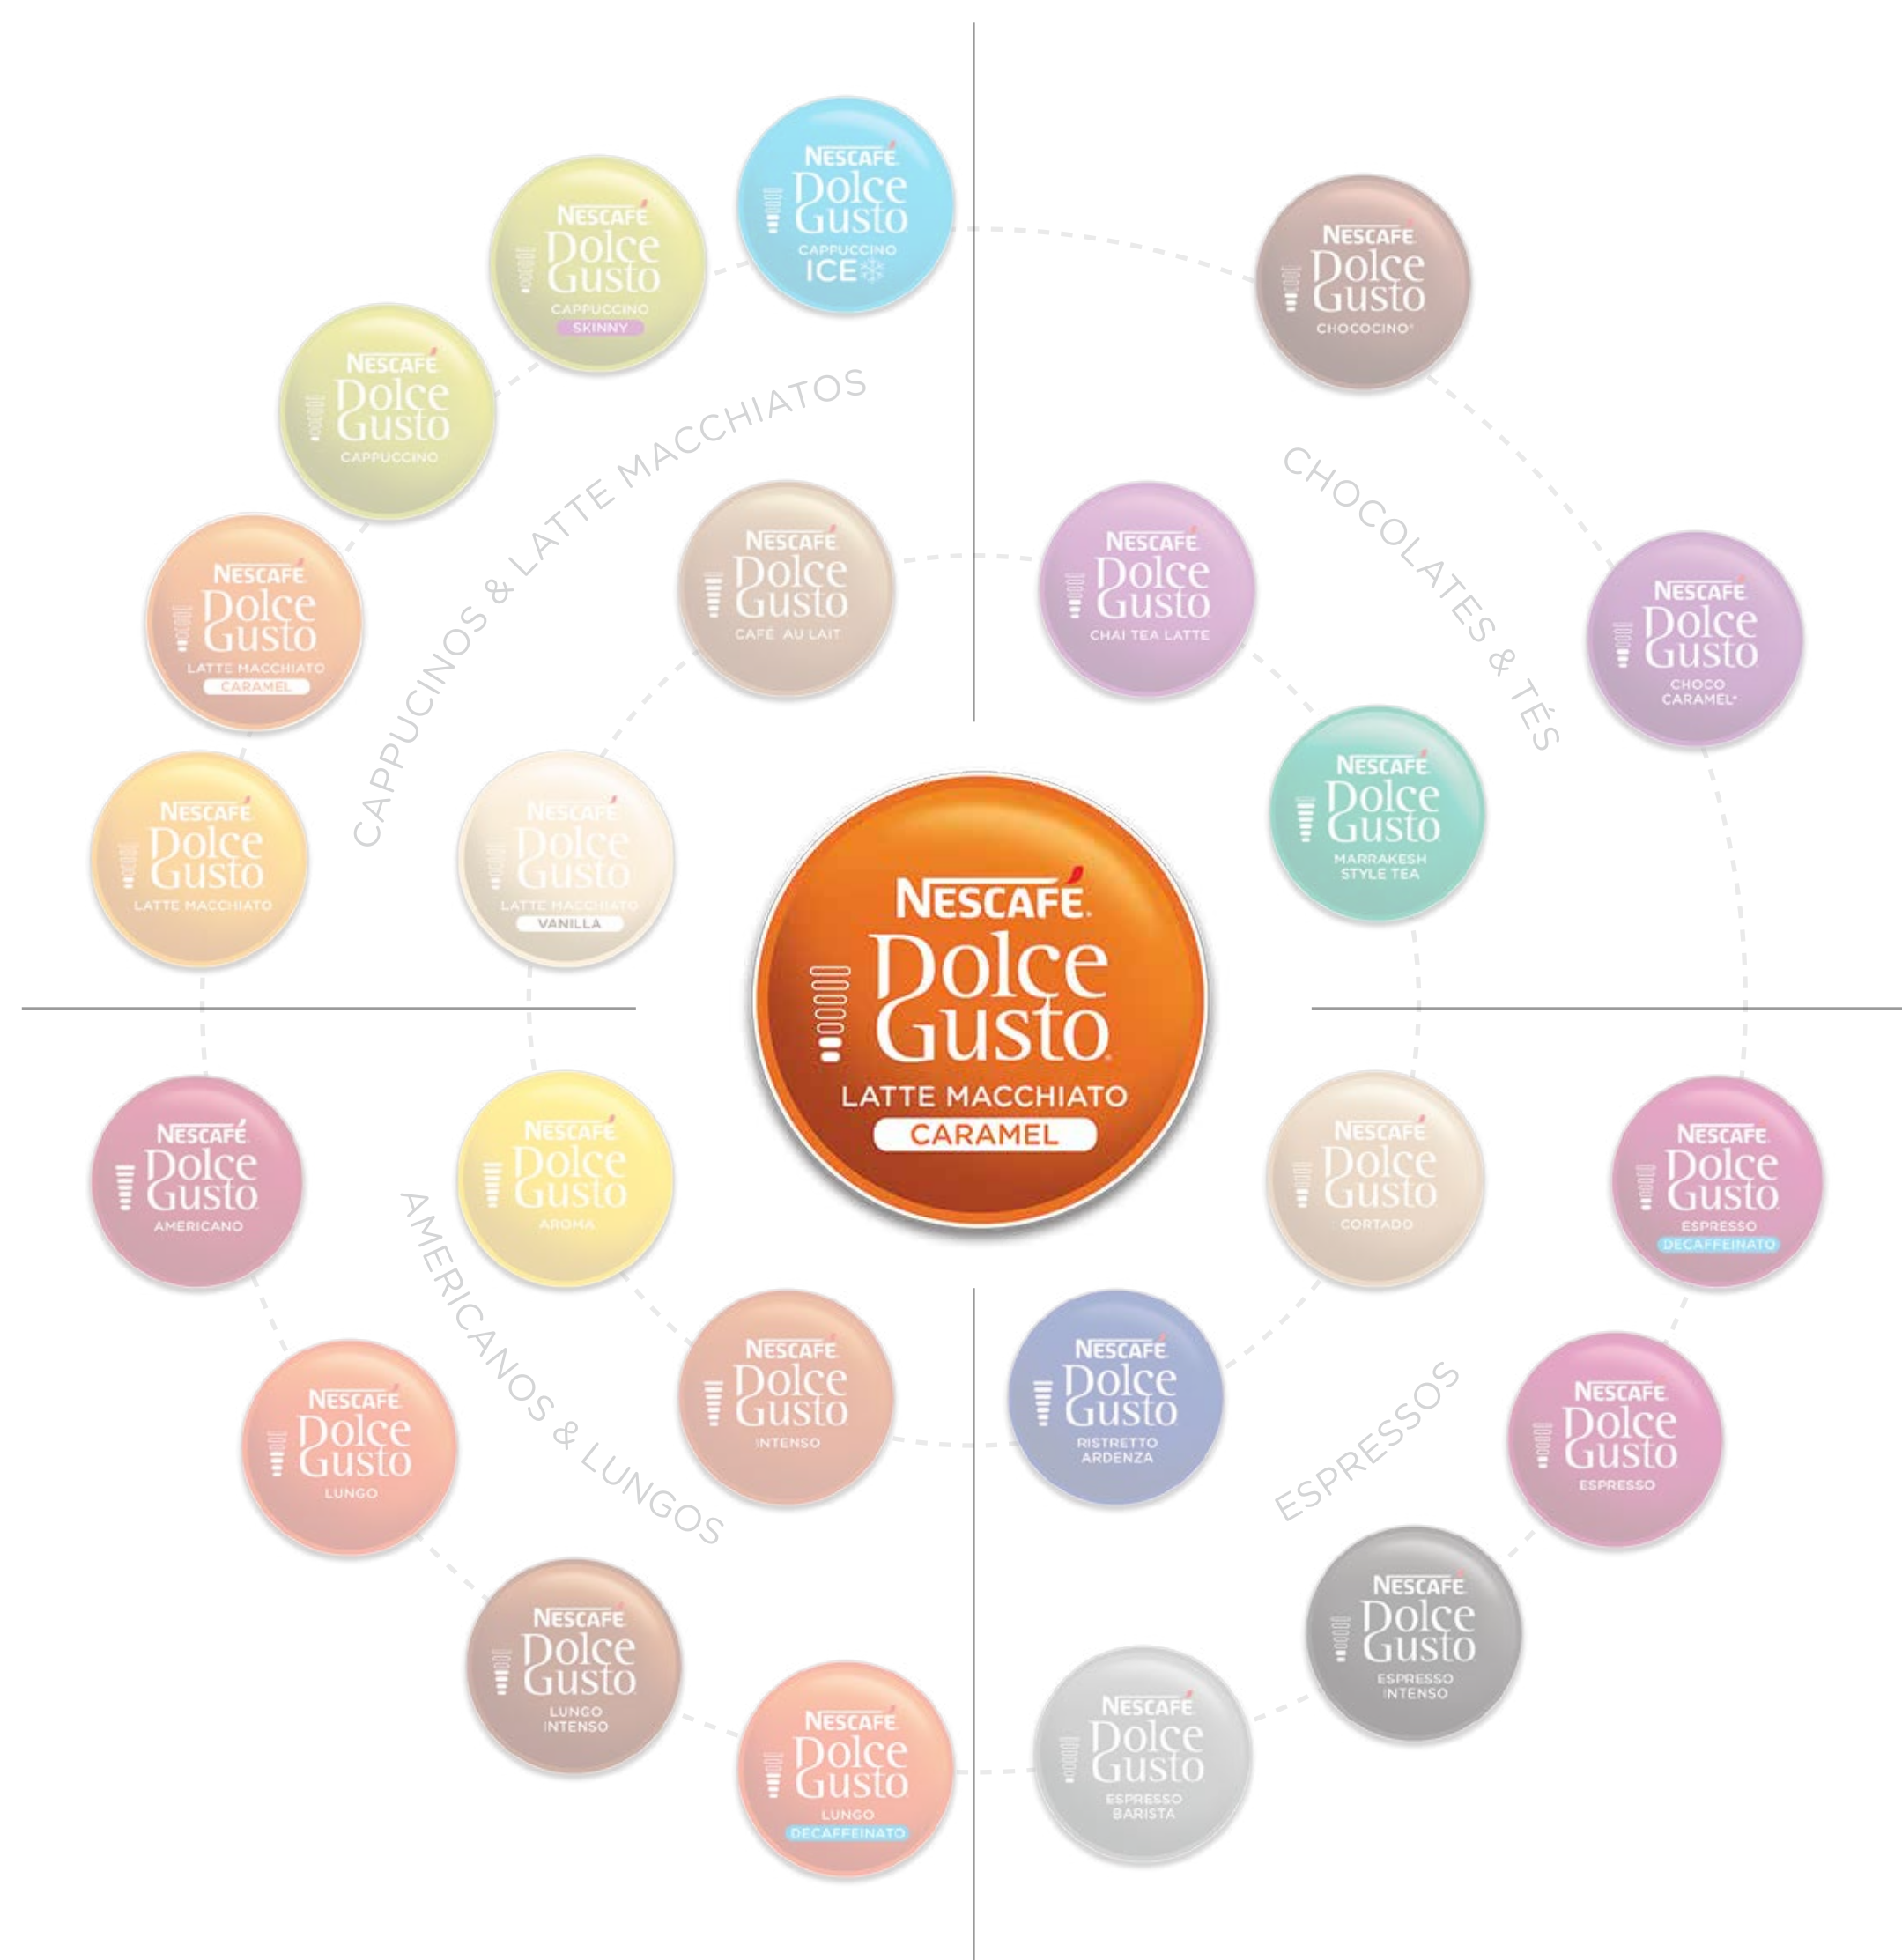 NESCAFÉ
Dolce
Gusto
CAPPUCCINO
ICE
NESCAFÉ
Dolce
Gusto
CAPPUCCINO
SKINNY
NESCAFÉ
Dolce
Gusto
CAPPUCCINO
NESCAFÉ
Dolce
Gusto
LATTE MACCHIATO
CARAMEL
NESCAFÉ
Dolce
Gusto
LATTE MACCHIATO
CAPPUCINOS & LATTE MACCHIATOS
NESCAFÉ
Dolce
Gusto
CAFÉ AU LAIT
NESCAFÉ
Dolce
Gusto
LATTE MACCHIATO
VANILLA
NESCAFÉ
Dolce
Gusto
CHOCOCINO*
NESCAFÉ
Dolce
Gusto
CHOCO
CARAMEL*
CHOCOLATES & TÉS
NESCAFÉ
Dolce
Gusto
CHAI TEA LATTE
NESCAFÉ
Dolce
Gusto
MARRAKESH
STYLE TEA
NESCAFÉ®
Dolce
Gusto®
LATTE MACCHIATO
CARAMEL
NESCAFÉ
Dolce
Gusto
AMERICANO
NESCAFÉ
Dolce
Gusto
AROMA
AMERICANOS & LUNGOS
NESCAFÉ
Dolce
Gusto
INTENSO
NESCAFÉ
Dolce
Gusto
LUNGO
NESCAFÉ
Dolce
Gusto
LUNGO
INTENSO
NESCAFÉ
Dolce
Gusto
LUNGO
DECAFFEINATO
NESCAFÉ
Dolce
Gusto
CORTADO
NESCAFÉ
Dolce
Gusto
ESPRESSO
DECAFFEINATO
NESCAFÉ
Dolce
Gusto
RISTRETTO
ARDENZA
ESPRESSOS
NESCAFÉ
Dolce
Gusto
ESPRESSO
NESCAFÉ
Dolce
Gusto
ESPRESSO
INTENSO
NESCAFÉ
Dolce
Gusto
ESPRESSO
BARISTA